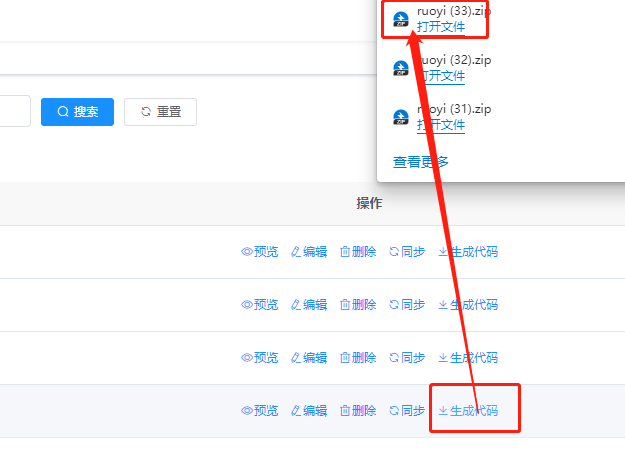 ruoyi (33).zip
打开文件
ruoyi (32).zip
打开文件
ruoyi (31).zip
打开文件
查看更多
搜索 重置
操作
预览 编辑 删除 同步 生成代码
预览 编辑 删除 同步 生成代码
预览 编辑 删除 同步 生成代码
预览 编辑 删除 同步 生成代码